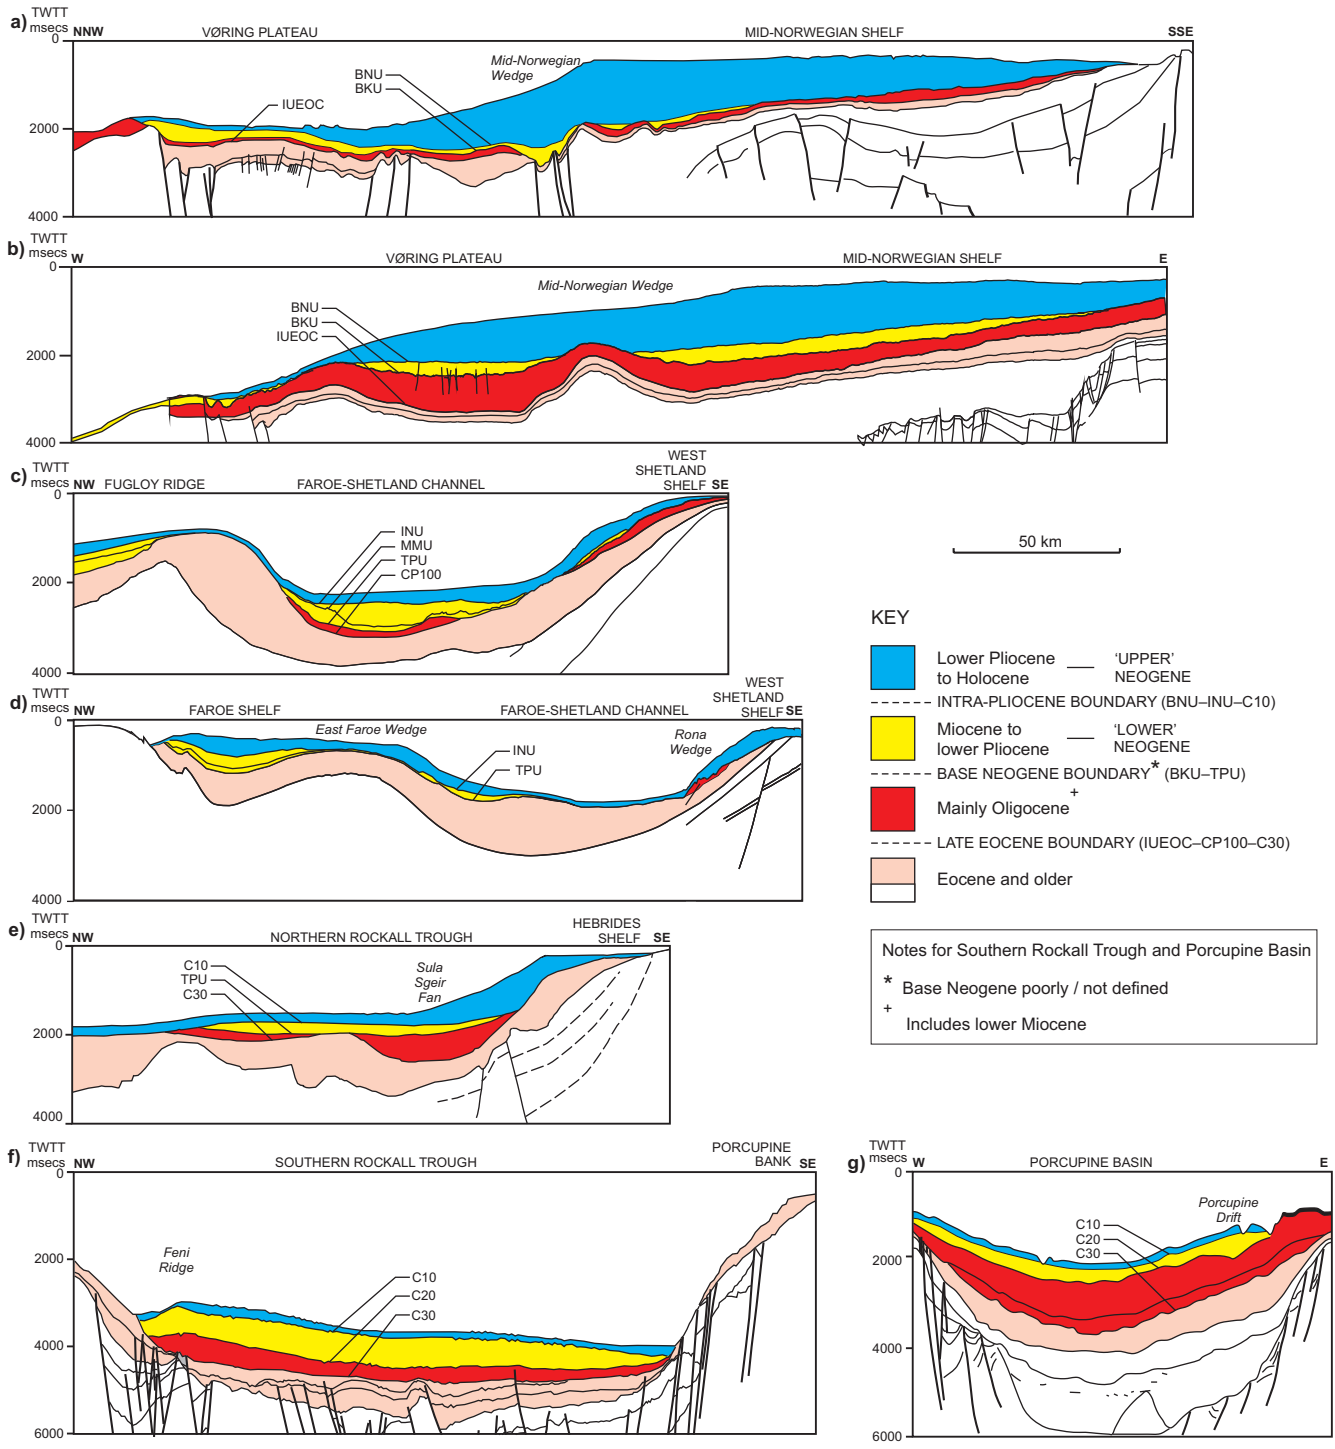 a)
TWTT
msecs
NNW
VØRING PLATEAU
MID-NORWEGIAN SHELF
SSE
0
Mid-Norwegian
Wedge
BNU
BKU
IUEOC
2000
4000
b)
TWTT
msecs
W
VØRING PLATEAU
MID-NORWEGIAN SHELF
E
0
Mid-Norwegian Wedge
BNU
BKU
IUEOC
2000
4000
c)
TWTT
msecs
NW
FUGLOY RIDGE
FAROE-SHETLAND CHANNEL
WEST
SHETLAND
SHELF
SE
0
INU
MMU
TPU
CP100
2000
4000
50 km
d)
TWTT
msecs
NW
FAROE SHELF
East Faroe Wedge
FAROE-SHETLAND CHANNEL
WEST
SHETLAND
SHELF
SE
0
Rona
Wedge
INU
TPU
2000
4000
KEY
Lower Pliocene
to Holocene
‘UPPER’
NEOGENE
INTRA-PLIOCENE BOUNDARY (BNU–INU–C10)
Miocene to
lower Pliocene
‘LOWER’
NEOGENE
BASE NEOGENE BOUNDARY* (BKU–TPU)
Mainly Oligocene+
LATE EOCENE BOUNDARY (IUEOC–CP100–C30)
Eocene and older
Notes for Southern Rockall Trough and Porcupine Basin
* Base Neogene poorly / not defined
+ Includes lower Miocene
e)
TWTT
msecs
NW
NORTHERN ROCKALL TROUGH
HEBRIDES
SHELF
SE
0
Sula
Sgeir
Fan
C10
TPU
C30
2000
4000
f)
TWTT
msecs
NW
SOUTHERN ROCKALL TROUGH
PORCUPINE
BANK
SE
0
Feni
Ridge
C10
C20
C30
2000
4000
6000
g)
TWTT
msecs
W
PORCUPINE BASIN
E
0
Porcupine
Drift
C10
C20
C30
2000
4000
6000